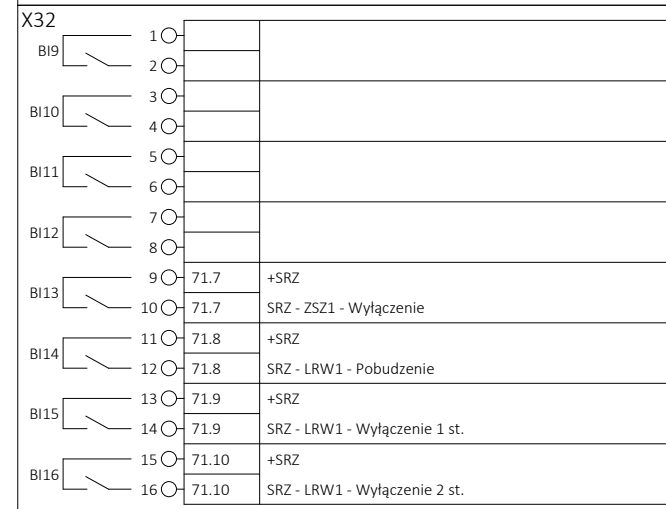 X32
BI9
1
2
BI10
3
4
BI11
5
6
BI12
7
8
BI13
9 71.7 +SRZ
10 71.7 SRZ - ZSZ1 - Wyłączenie
BI14
11 71.8 +SRZ
12 71.8 SRZ - LRW1 - Pobudzenie
BI15
13 71.9 +SRZ
14 71.9 SRZ - LRW1 - Wyłączenie 1 st.
BI16
15 71.10 +SRZ
16 71.10 SRZ - LRW1 - Wyłączenie 2 st.